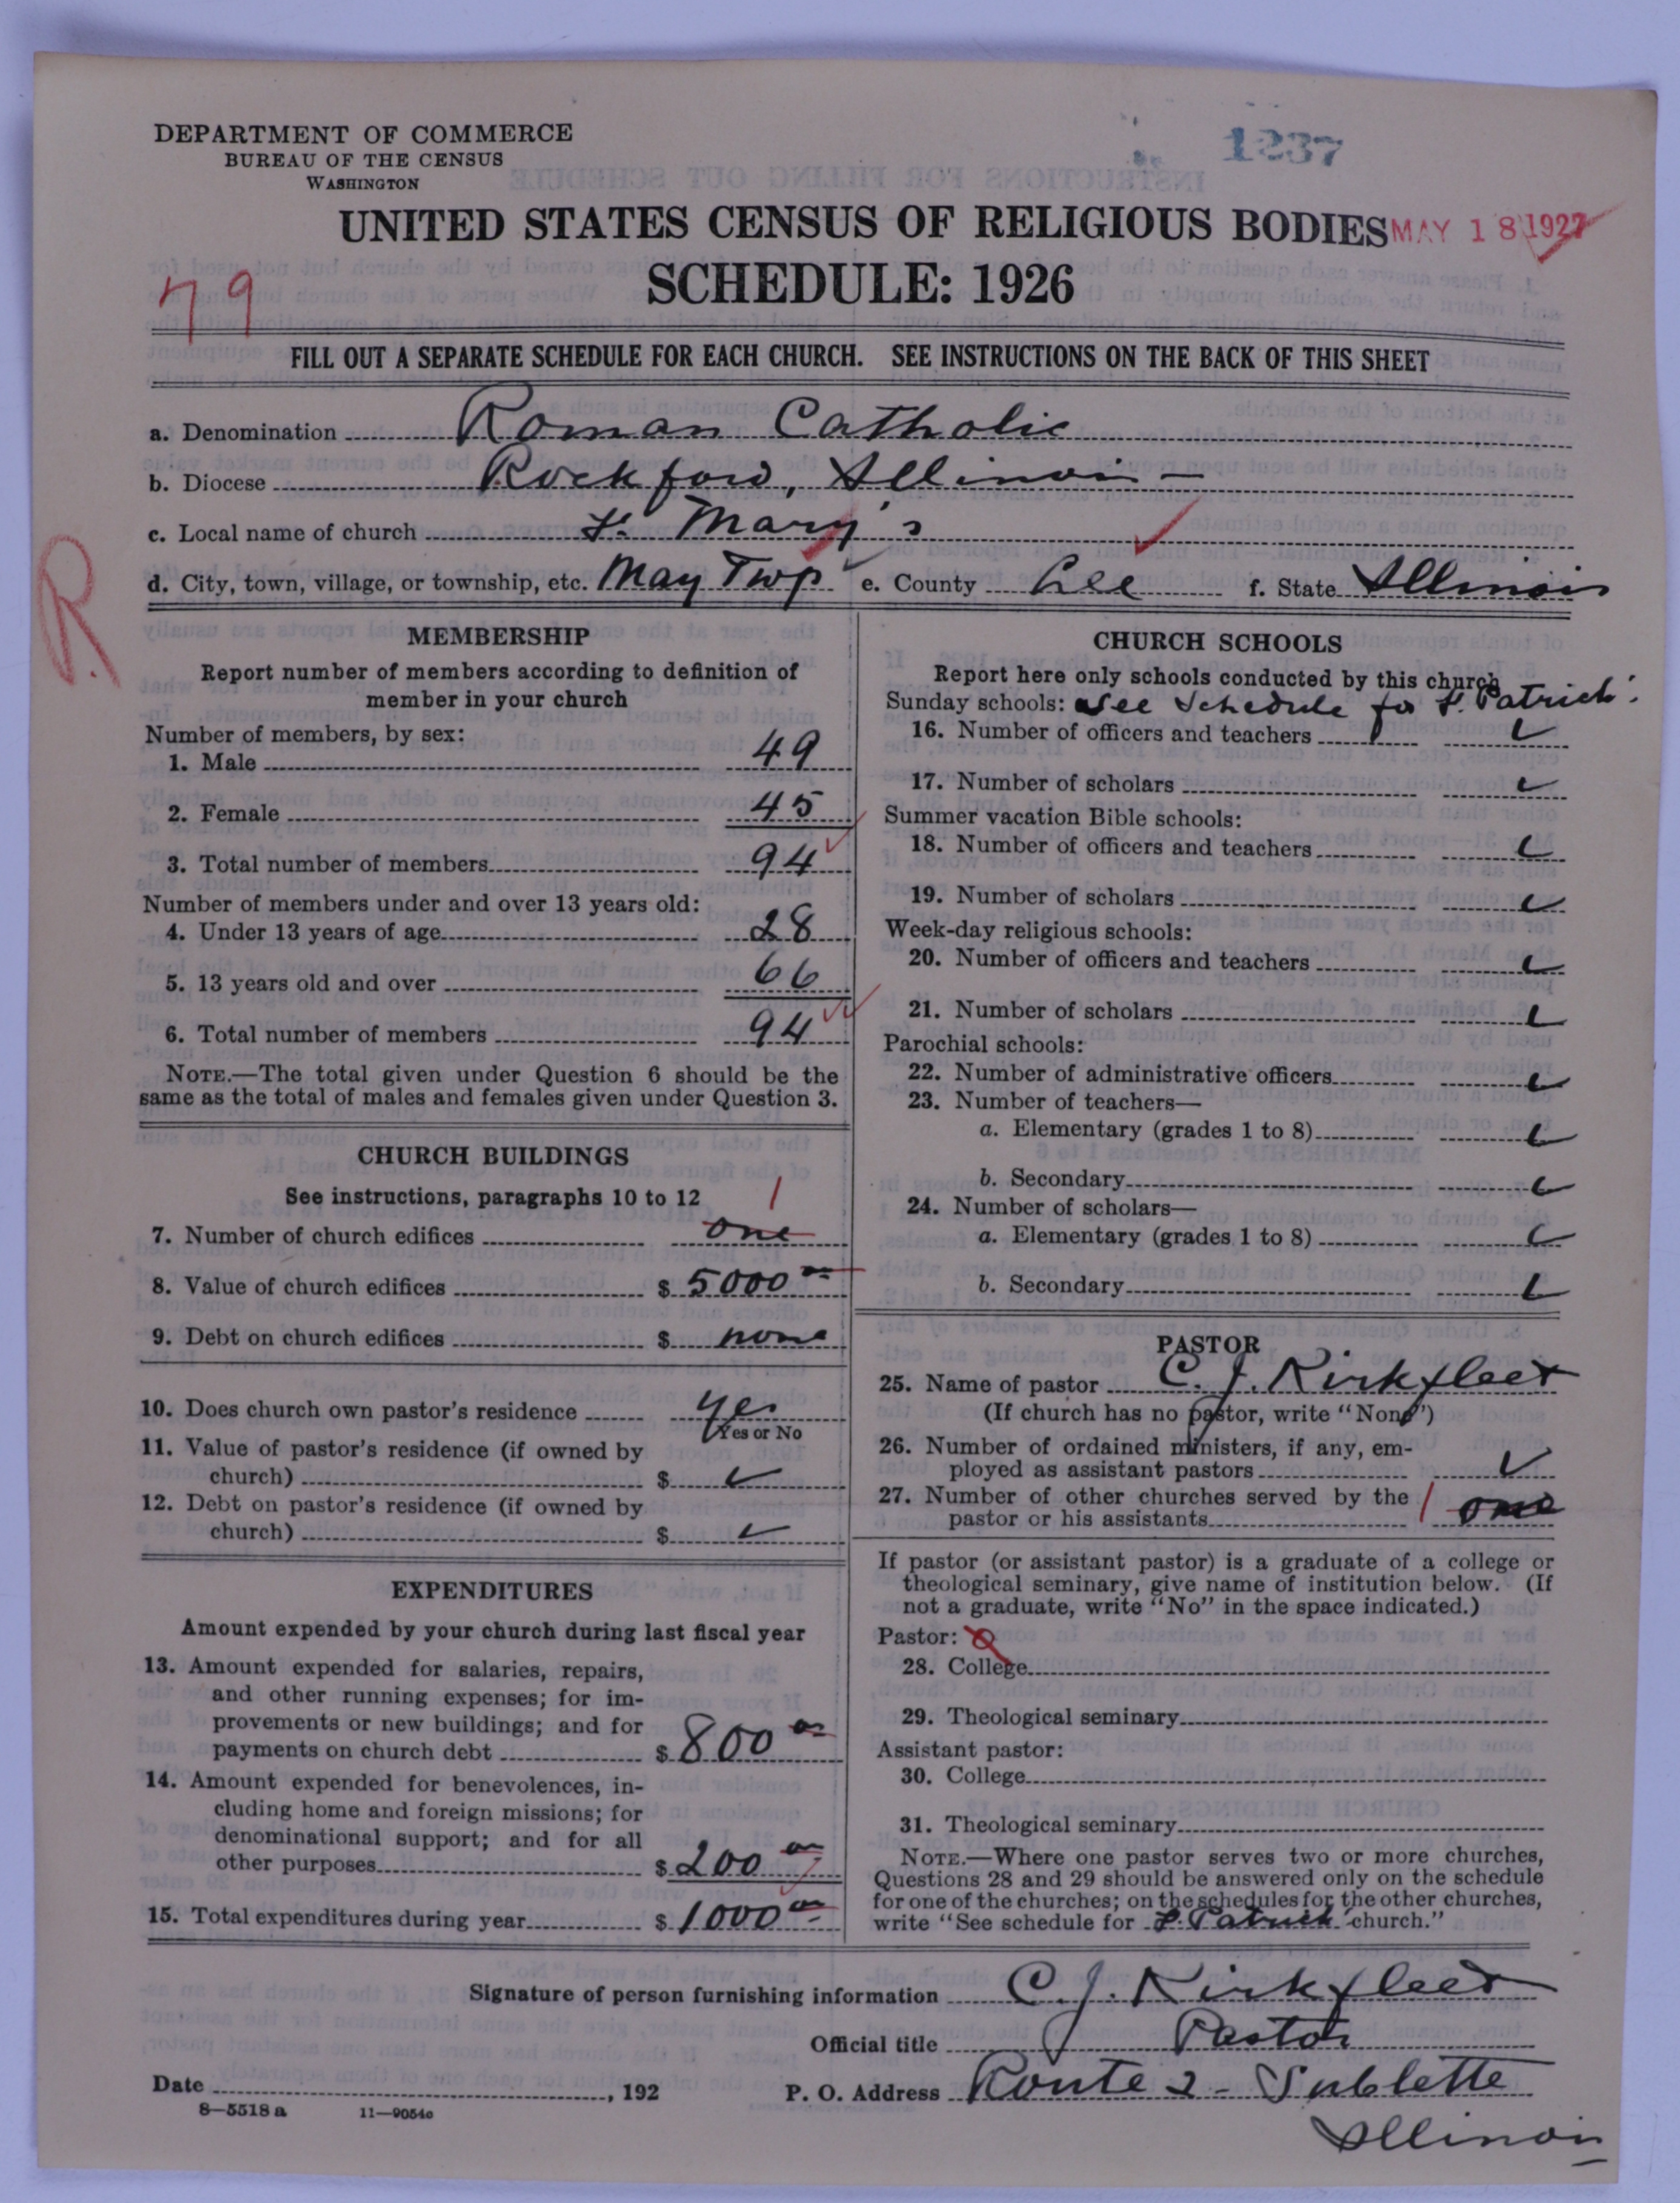 1237
DEPARTMENT OF COMMERCE
BUREAU OF THE CENSUS
WASHINGTON
UNITED STATES CENSUS OF RELIGIOUS BODIES MAY 18 1927
SCHEDULE: 1926
79
FILL OUT A SEPARATE SCHEDULE FOR EACH CHURCH. SEE INSTRUCTIONS ON THE BACK OF THIS SHEET
a. Denomination Roman Catholic
b. Diocese Rockford, Illinois —
c. Local name of church St. Mary's
d. City, town, village, or township, etc. May Twp e. County Lee f. State Illinois
R.
MEMBERSHIP
Report number of members according to definition of
member in your church
Number of members, by sex:
1. Male 49
2. Female 45
3. Total number of members 94
Number of members under and over 13 years old:
4. Under 13 years of age 28
5. 13 years old and over 66
6. Total number of members 94
NOTE.—The total given under Question 6 should be the
same as the total of males and females given under Question 3.
CHURCH BUILDINGS
See instructions, paragraphs 10 to 12
7. Number of church edifices one 1
8. Value of church edifices $ 5000 00
9. Debt on church edifices $ none
10. Does church own pastor's residence yes
Yes or No
11. Value of pastor's residence (if owned by
church) $ ✓
12. Debt on pastor's residence (if owned by
church) $ ✓
EXPENDITURES
Amount expended by your church during last fiscal year
13. Amount expended for salaries, repairs,
and other running expenses; for im-
provements or new buildings; and for
payments on church debt $ 800 00
14. Amount expended for benevolences, in-
cluding home and foreign missions; for
denominational support; and for all
other purposes $ 200 00
15. Total expenditures during year $ 1000 00
CHURCH SCHOOLS
Report here only schools conducted by this church
Sunday schools: See Schedule for St. Patrick'
16. Number of officers and teachers ✓
17. Number of scholars ✓
Summer vacation Bible schools:
18. Number of officers and teachers ✓
19. Number of scholars ✓
Week-day religious schools:
20. Number of officers and teachers ✓
21. Number of scholars ✓
Parochial schools:
22. Number of administrative officers ✓
23. Number of teachers—
a. Elementary (grades 1 to 8) ✓
b. Secondary ✓
24. Number of scholars—
a. Elementary (grades 1 to 8) ✓
b. Secondary ✓
PASTOR
25. Name of pastor C. J. Kirkfleet
(If church has no pastor, write "None")
26. Number of ordained ministers, if any, em-
ployed as assistant pastors ✓
27. Number of other churches served by the
pastor or his assistants 1 one
If pastor (or assistant pastor) is a graduate of a college or
theological seminary, give name of institution below. (If
not a graduate, write "No" in the space indicated.)
Pastor:
28. College
29. Theological seminary
Assistant pastor:
30. College
31. Theological seminary
NOTE.—Where one pastor serves two or more churches,
Questions 28 and 29 should be answered only on the schedule
for one of the churches; on the schedules for the other churches,
write "See schedule for St. Patrick' church."
Signature of person furnishing information C. J. Kirkfleet
Official title Pastor
Date , 192 P. O. Address Route 2 - Sublette
Illinois
8—5518 a 11—9054c